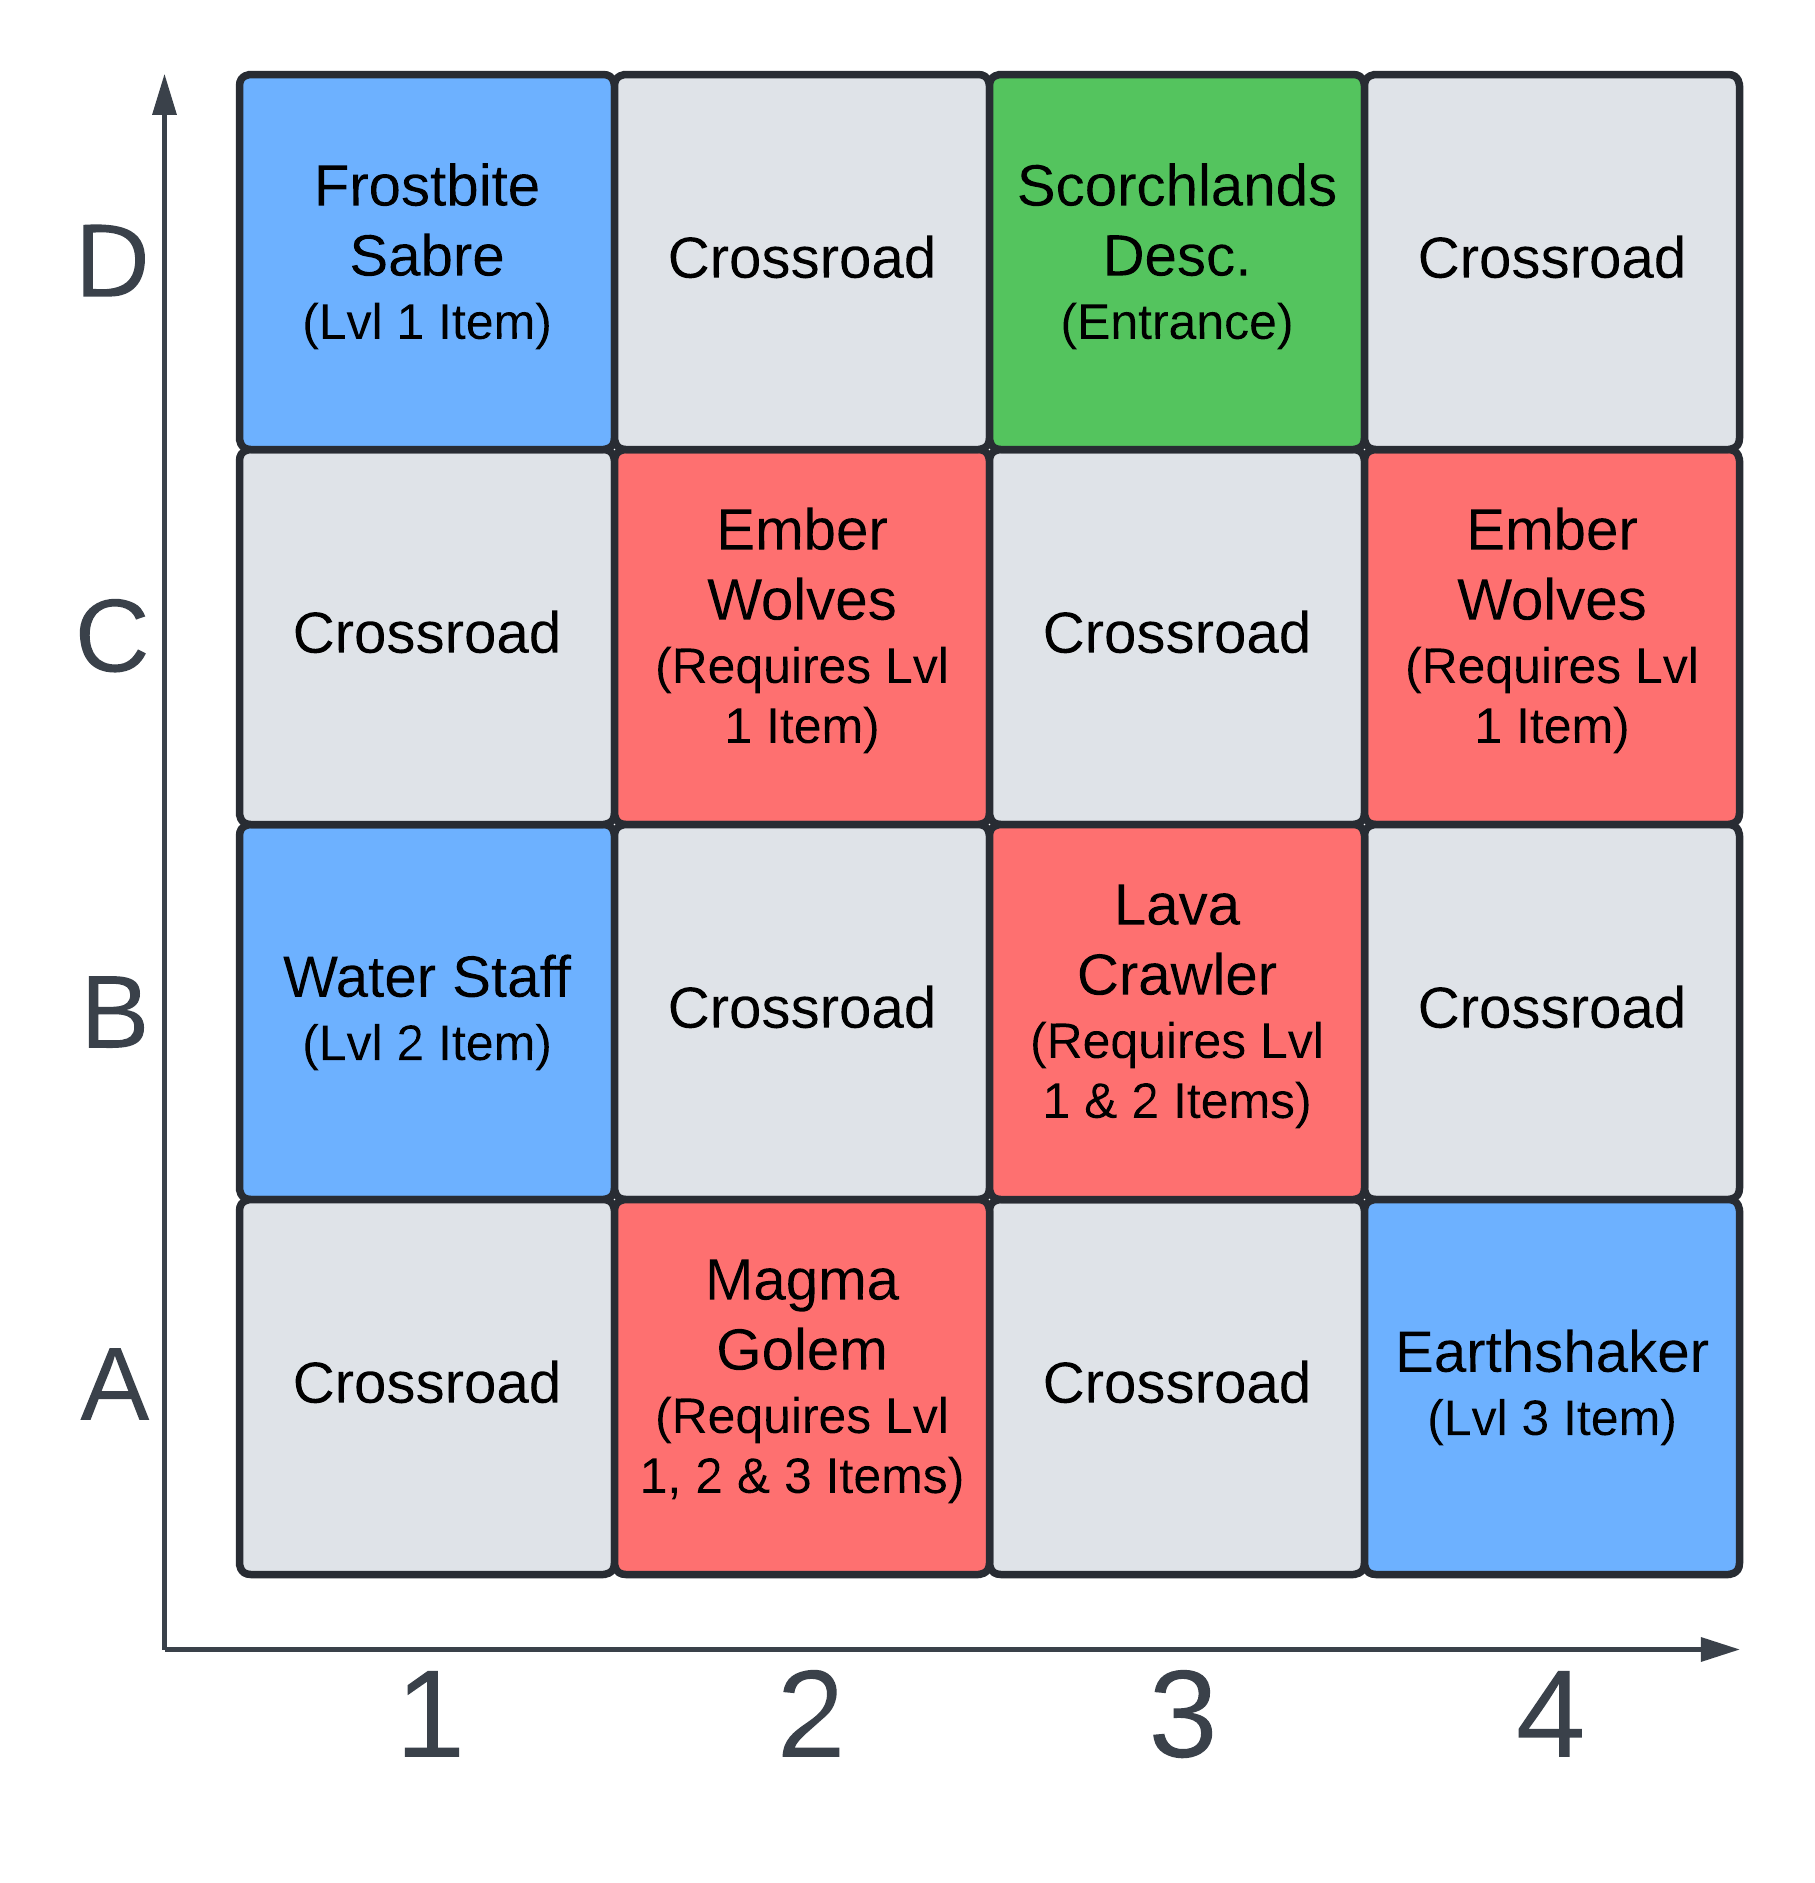 D
Frostbite
Sabre
(Lvl 1 Item)
Crossroad
Scorchlands
Desc.
(Entrance)
Crossroad
C
Crossroad
Ember
Wolves
(Requires Lvl
1 Item)
Crossroad
Ember
Wolves
(Requires Lvl
1 Item)
B
Water Staff
(Lvl 2 Item)
Crossroad
Lava
Crawler
(Requires Lvl
1 & 2 Items)
Crossroad
A
Crossroad
Magma
Golem
(Requires Lvl
1, 2 & 3 Items)
Crossroad
Earthshaker
(Lvl 3 Item)
1 2 3 4